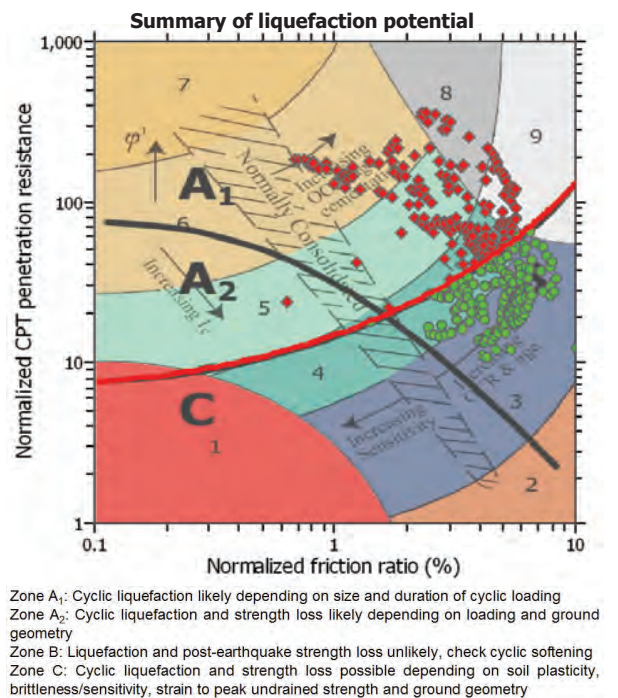 Summary of liquefaction potential
Normalized CPT penetration resistance
1,000
100
10
1
7
8
9
φ'
A1
Increasing
OCR
cementation
Normally Consolidated
6
A2
Increasing Ic
5
4
C
1
Increasing
Sensitivity
Increasing
OCR & age
3
2
0.1
1
10
Normalized friction ratio (%)
Zone A1: Cyclic liquefaction likely depending on size and duration of cyclic loading
Zone A2: Cyclic liquefaction and strength loss likely depending on loading and ground
geometry
Zone B: Liquefaction and post-earthquake strength loss unlikely, check cyclic softening
Zone C: Cyclic liquefaction and strength loss possible depending on soil plasticity,
brittleness/sensitivity, strain to peak undrained strength and ground geometry